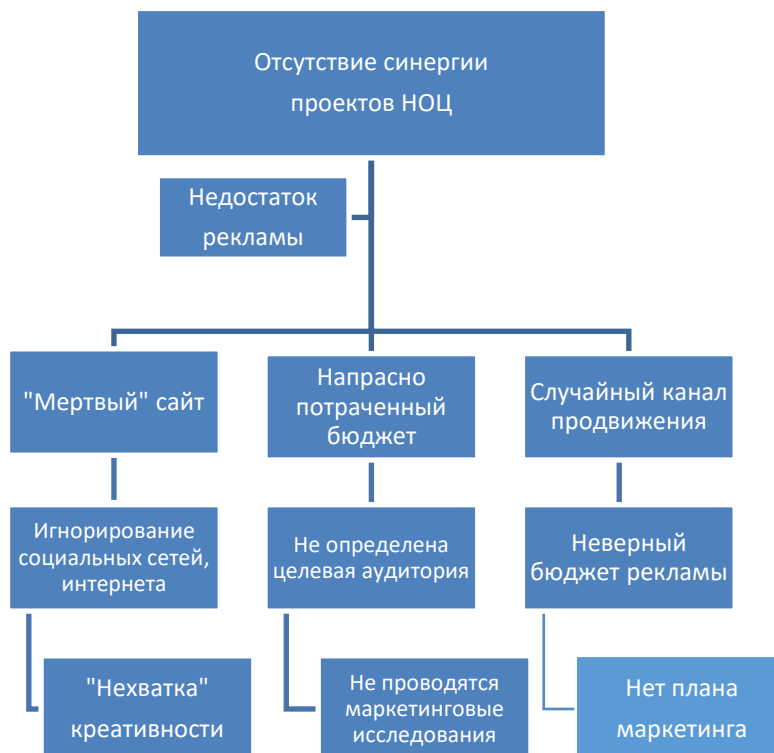 Отсутствие синергии
проектов НОЦ
Недостаток
рекламы
"Мертвый" сайт
Напрасно
потраченный
бюджет
Случайный канал
продвижения
Игнорирование
социальных сетей,
интернета
Не определена
целевая аудитория
Неверный
бюджет рекламы
"Нехватка"
креативности
Не проводятся
маркетинговые
исследования
Нет плана
маркетинга